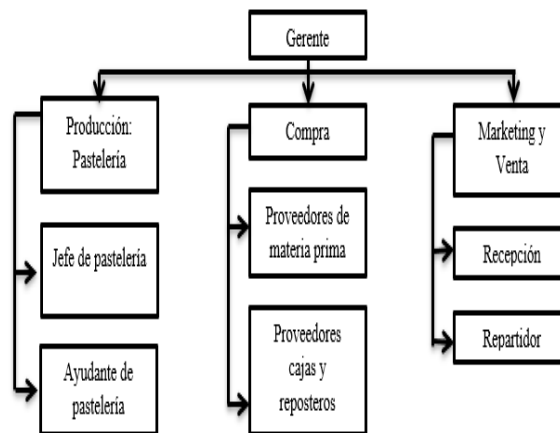 Gerente
Producción:
Pastelería
Compra
Marketing y
Venta
Jefe de pastelería
Proveedores de
materia prima
Recepción
Ayudante de
pastelería
Proveedores
cajas y
reposteros
Repartidor